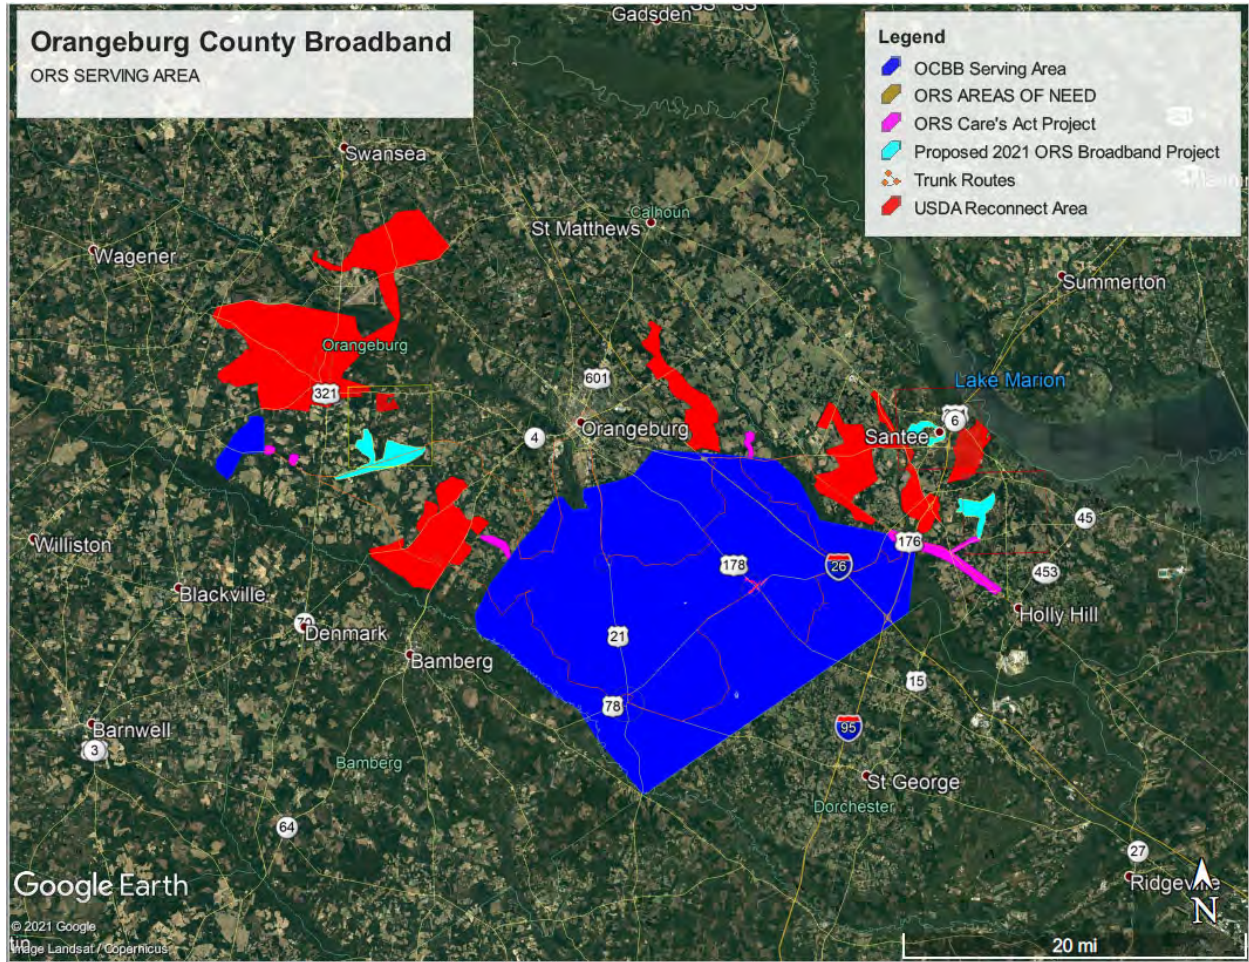 Gadsden
Orangeburg County Broadband
ORS SERVING AREA
Legend
OCBB Serving Area
ORS AREAS OF NEED
ORS Care's Act Project
Proposed 2021 ORS Broadband Project
Trunk Routes
USDA Reconnect Area
Swansea
Calhoun
St Matthews
Wagener
Summerton
Orangeburg
Lake Marion
601
321
6
4
Orangeburg
Santee
45
Williston
176
178
26
453
Blackville
Holly Hill
Denmark
21
Bamberg
15
78
Barnwell
95
3
Bamberg
St George
Dorchester
64
27
Google Earth
N
© 2021 Google
Image Landsat / Copernicus
20 mi